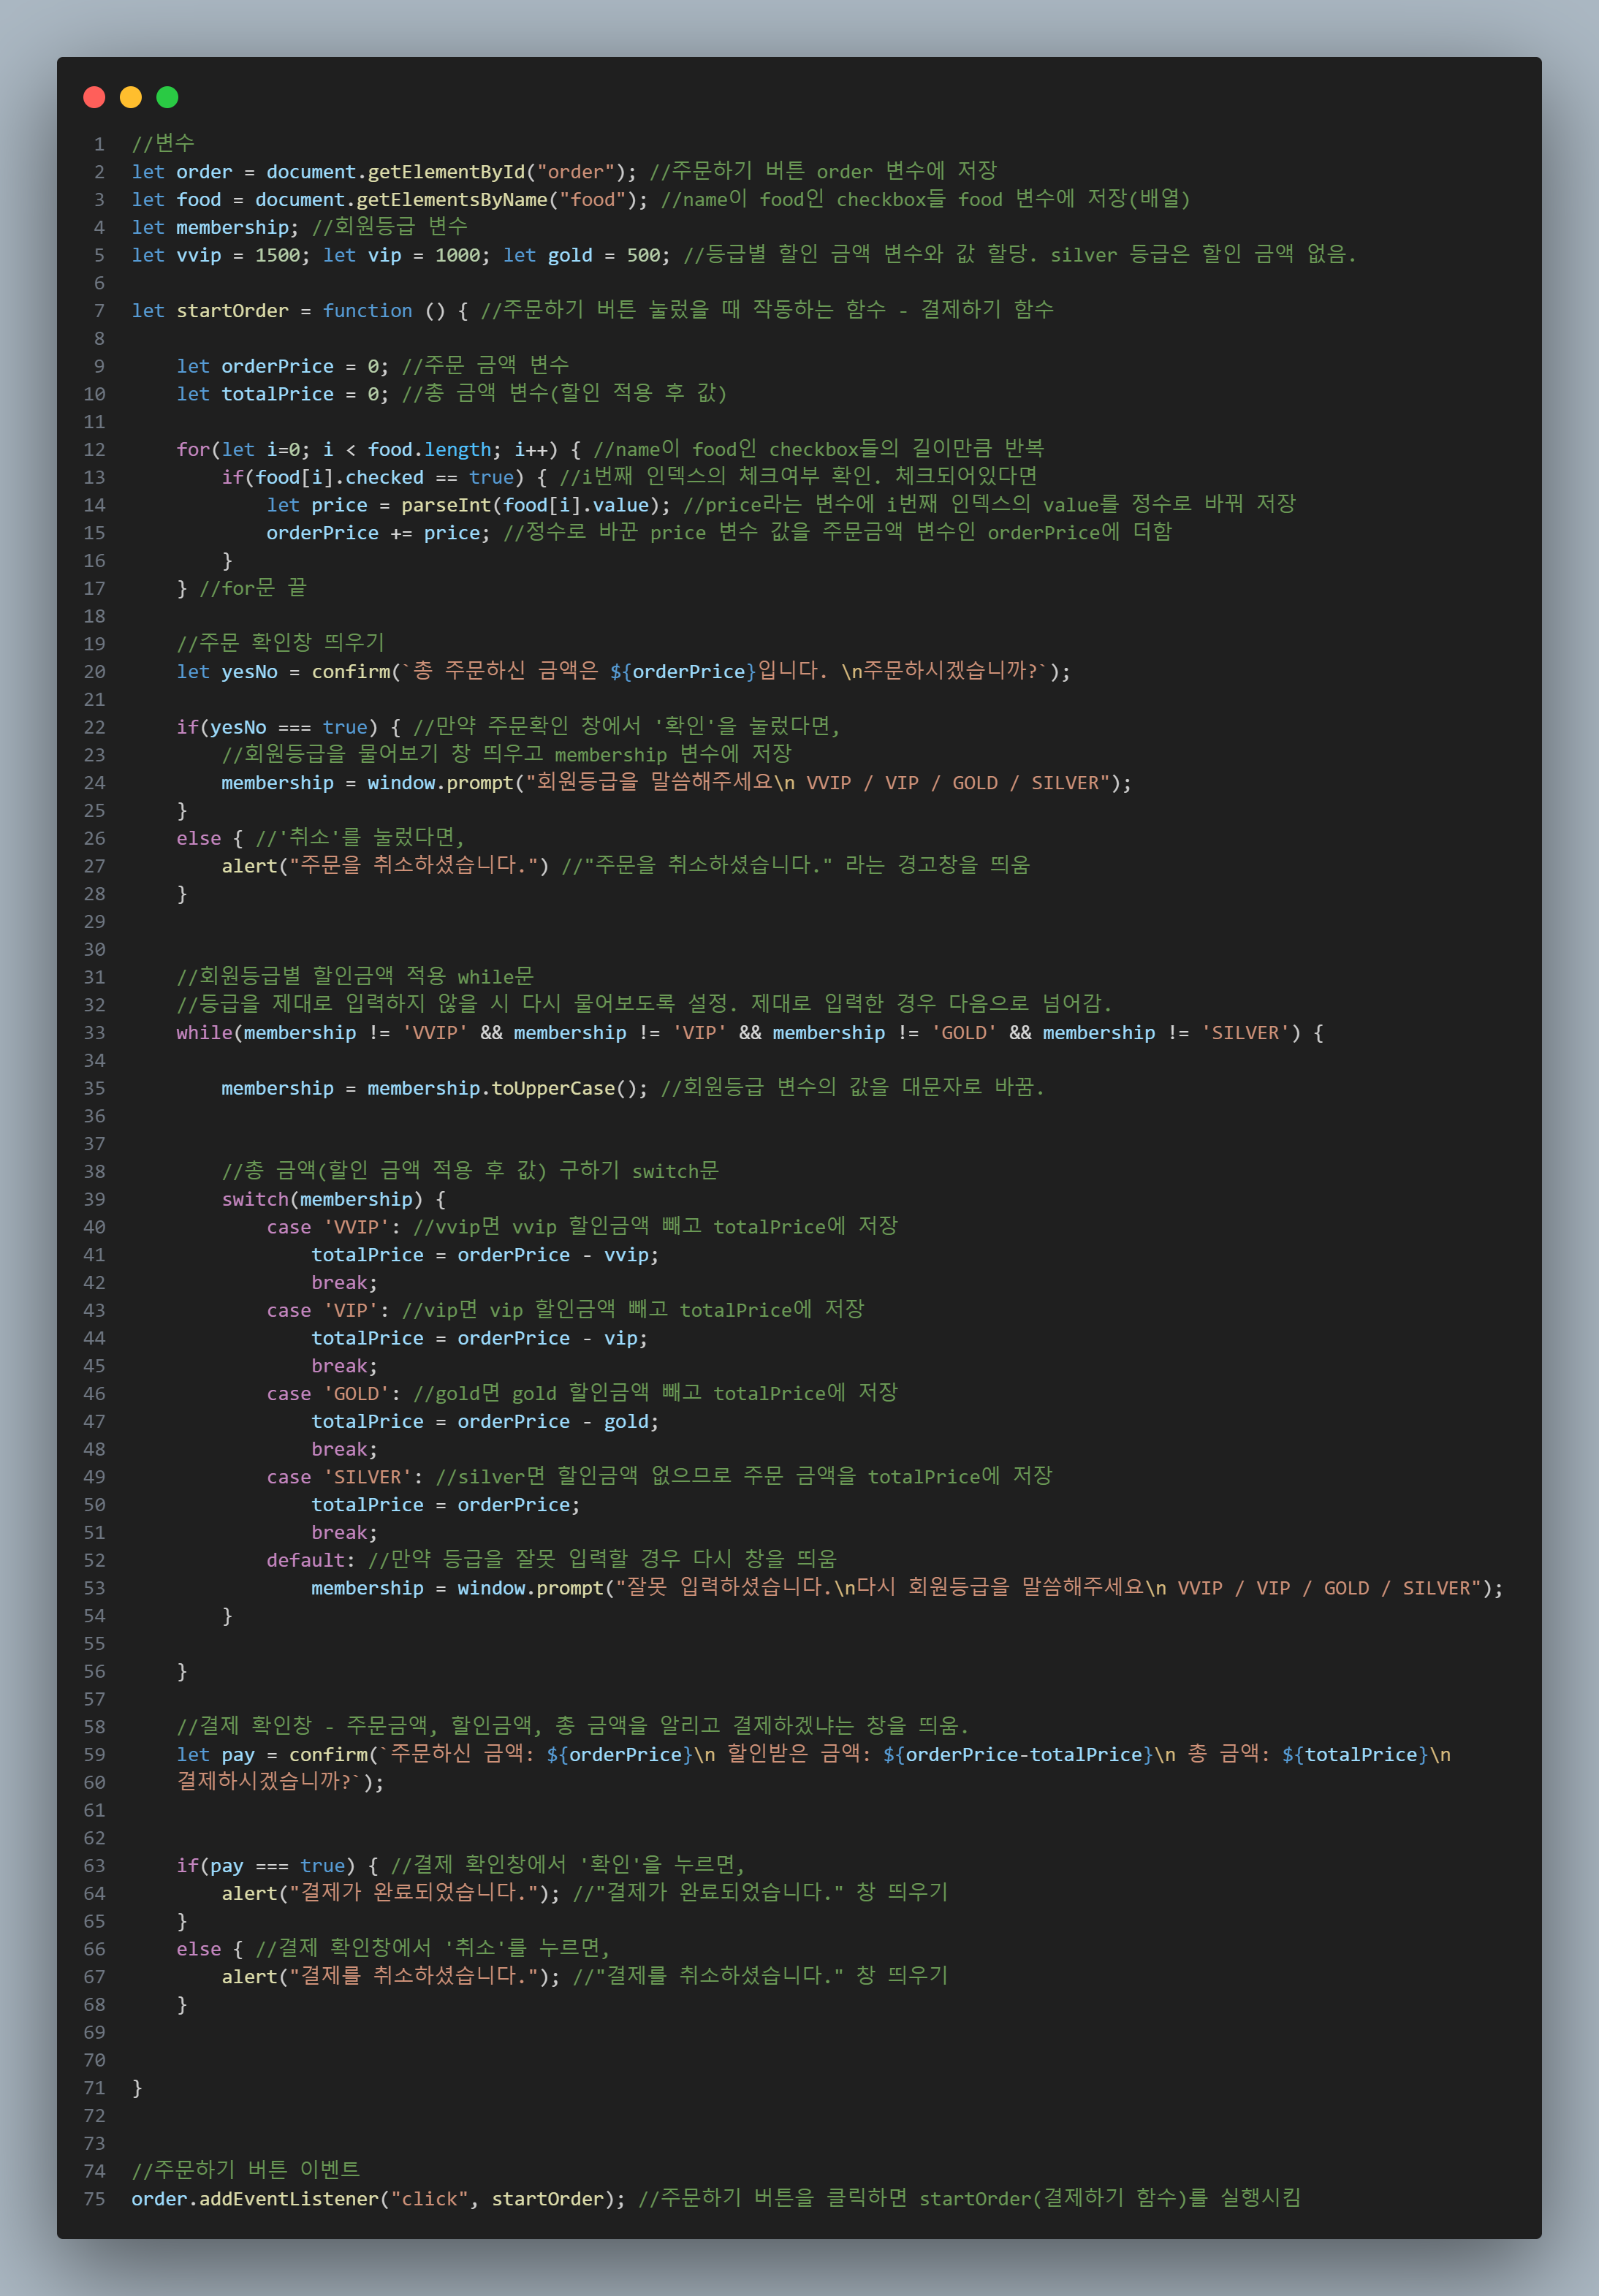 1 //변수
2 let order = document.getElementById("order"); //주문하기 버튼 order 변수에 저장
3 let food = document.getElementsByName("food"); //name이 food인 checkbox들 food 변수에 저장(배열)
4 let membership; //회원등급 변수
5 let vvip = 1500; let vip = 1000; let gold = 500; //등급별 할인 금액 변수와 값 할당. silver 등급은 할인 금액 없음.
6
7 let startOrder = function () { //주문하기 버튼 눌렀을 때 작동하는 함수 - 결제하기 함수
8
9     let orderPrice = 0; //주문 금액 변수
10     let totalPrice = 0; //총 금액 변수(할인 적용 후 값)
11
12     for(let i=0; i < food.length; i++) { //name이 food인 checkbox들의 길이만큼 반복
13         if(food[i].checked == true) { //i번째 인덱스의 체크여부 확인. 체크되어있다면
14             let price = parseInt(food[i].value); //price라는 변수에 i번째 인덱스의 value를 정수로 바꿔 저장
15             orderPrice += price; //정수로 바꾼 price 변수 값을 주문금액 변수인 orderPrice에 더함
16         }
17     } //for문 끝
18
19     //주문 확인창 띄우기
20     let yesNo = confirm(`총 주문하신 금액은 ${orderPrice}입니다. \n주문하시겠습니까?`);
21
22     if(yesNo === true) { //만약 주문확인 창에서 '확인'을 눌렀다면,
23         //회원등급을 물어보기 창 띄우고 membership 변수에 저장
24         membership = window.prompt("회원등급을 말씀해주세요\n VVIP / VIP / GOLD / SILVER");
25     }
26     else { //'취소'를 눌렀다면,
27         alert("주문을 취소하셨습니다.") //"주문을 취소하셨습니다." 라는 경고창을 띄움
28     }
29
30
31     //회원등급별 할인금액 적용 while문
32     //등급을 제대로 입력하지 않을 시 다시 물어보도록 설정. 제대로 입력한 경우 다음으로 넘어감.
33     while(membership != 'VVIP' && membership != 'VIP' && membership != 'GOLD' && membership != 'SILVER') {
34
35         membership = membership.toUpperCase(); //회원등급 변수의 값을 대문자로 바꿈.
36
37
38         //총 금액(할인 금액 적용 후 값) 구하기 switch문
39         switch(membership) {
40             case 'VVIP': //vvip면 vvip 할인금액 빼고 totalPrice에 저장
41                 totalPrice = orderPrice - vvip;
42                 break;
43             case 'VIP': //vip면 vip 할인금액 빼고 totalPrice에 저장
44                 totalPrice = orderPrice - vip;
45                 break;
46             case 'GOLD': //gold면 gold 할인금액 빼고 totalPrice에 저장
47                 totalPrice = orderPrice - gold;
48                 break;
49             case 'SILVER': //silver면 할인금액 없으므로 주문 금액을 totalPrice에 저장
50                 totalPrice = orderPrice;
51                 break;
52             default: //만약 등급을 잘못 입력할 경우 다시 창을 띄움
53                 membership = window.prompt("잘못 입력하셨습니다.\n다시 회원등급을 말씀해주세요\n VVIP / VIP / GOLD / SILVER");
54         }
55
56     }
57
58     //결제 확인창 - 주문금액, 할인금액, 총 금액을 알리고 결제하겠냐는 창을 띄움.
59     let pay = confirm(`주문하신 금액: ${orderPrice}\n 할인받은 금액: ${orderPrice-totalPrice}\n 총 금액: ${totalPrice}\n
60     결제하시겠습니까?`);
61
62
63     if(pay === true) { //결제 확인창에서 '확인'을 누르면,
64         alert("결제가 완료되었습니다."); //"결제가 완료되었습니다." 창 띄우기
65     }
66     else { //결제 확인창에서 '취소'를 누르면,
67         alert("결제를 취소하셨습니다."); //"결제를 취소하셨습니다." 창 띄우기
68     }
69
70
71 }
72
73
74 //주문하기 버튼 이벤트
75 order.addEventListener("click", startOrder); //주문하기 버튼을 클릭하면 startOrder(결제하기 함수)를 실행시킴